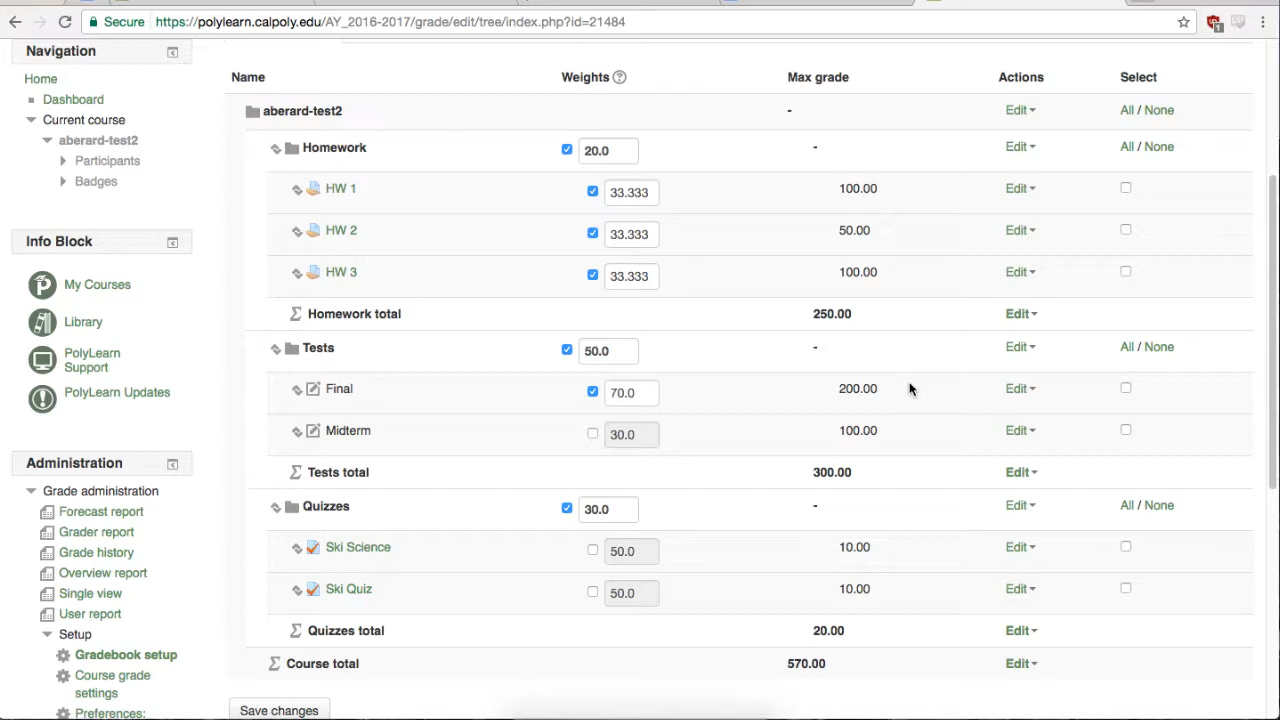 Secure https://polylearn.calpoly.edu/AY_2016-2017/grade/edit/tree/index.php?id=21484
Navigation
Home
Dashboard
Current course
aberard-test2
Participants
Badges
Info Block
My Courses
Library
PolyLearn
Support
PolyLearn Updates
Administration
Grade administration
Forecast report
Grader report
Grade history
Overview report
Single view
User report
Setup
Gradebook setup
Course grade
settings
Preferences:
Name Weights ? Max grade Actions Select
aberard-test2 - Edit All / None
Homework 20.0 - Edit All / None
HW 1 33.333 100.00 Edit
HW 2 33.333 50.00 Edit
HW 3 33.333 100.00 Edit
Σ Homework total 250.00 Edit
Tests 50.0 - Edit All / None
Final 70.0 200.00 Edit
Midterm 30.0 100.00 Edit
Σ Tests total 300.00 Edit
Quizzes 30.0 - Edit All / None
Ski Science 50.0 10.00 Edit
Ski Quiz 50.0 10.00 Edit
Σ Quizzes total 20.00 Edit
Σ Course total 570.00 Edit
Save changes